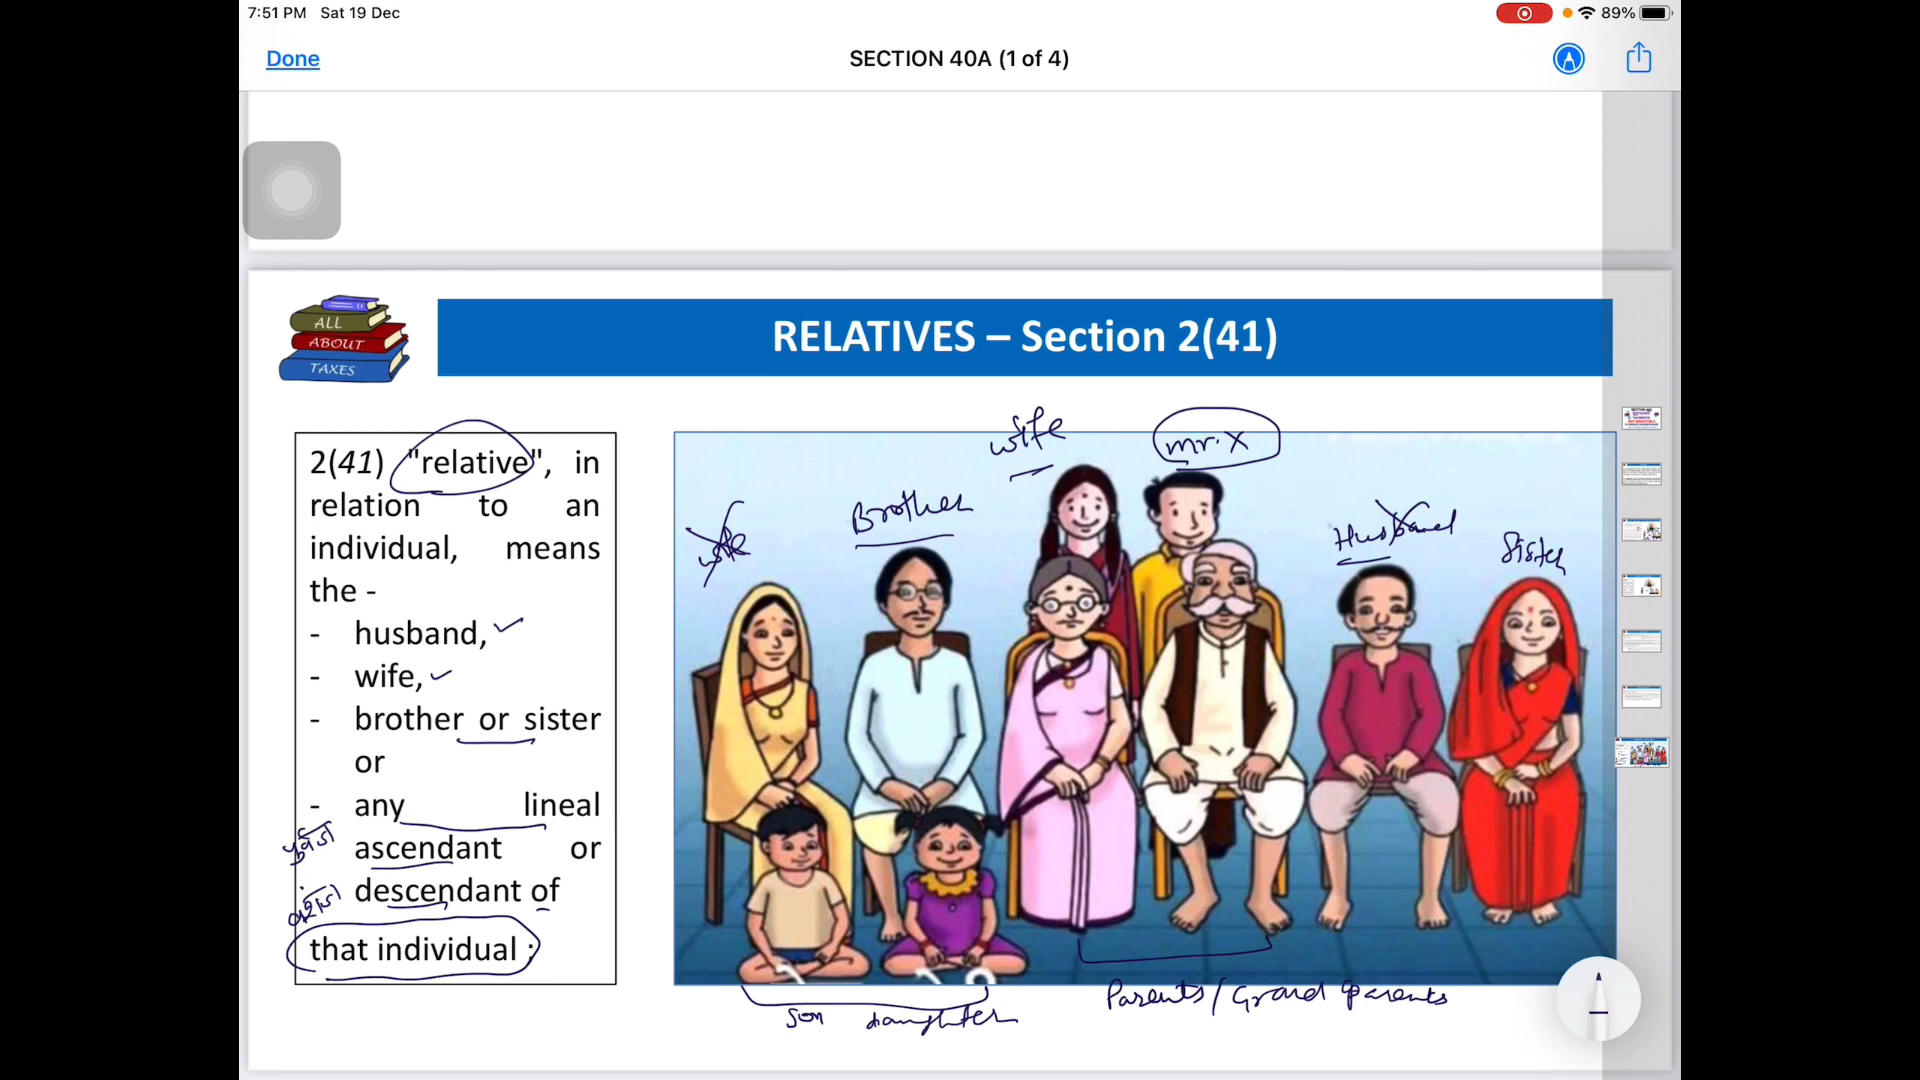 7:51 PM Sat 19 Dec
89%
Done
SECTION 40A (1 of 4)
ALL
ABOUT
TAXES
RELATIVES – Section 2(41)
2(41) "relative", in
relation to an
individual, means
the -
- husband,
- wife,
- brother or sister
or
- any lineal
ascendant or
descendant of
that individual ;
wife
mr. X
Brother
wife
Husband
Sister
Parents / Grand parents
son daughter